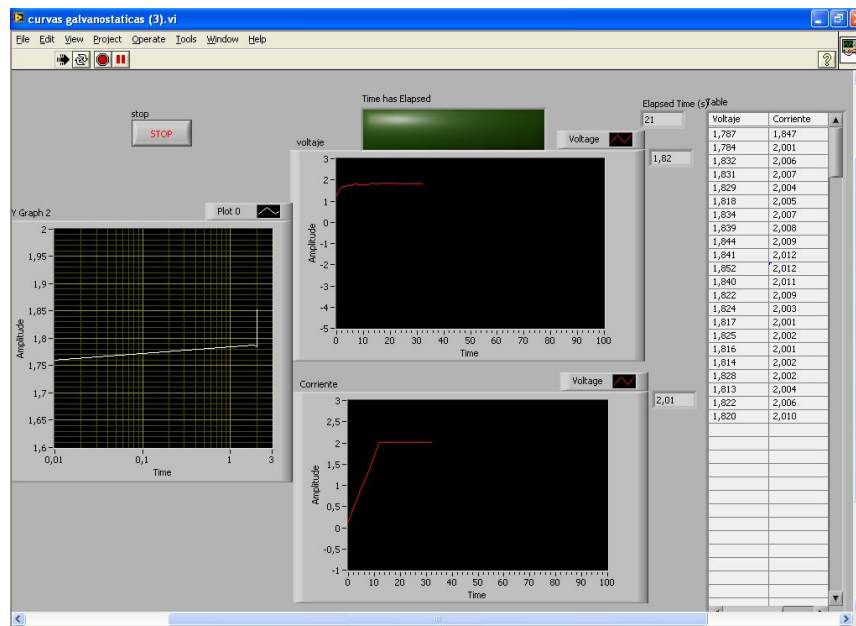 curvas galvanostaticas (3).vi
File Edit View Project Operate Tools Window Help
stop
STOP
Time has Elapsed
Elapsed Time (s)
21
Table
Voltaje Corriente
1,787 1,847
1,784 2,001
1,832 2,006
1,831 2,007
1,829 2,004
1,818 2,005
1,834 2,007
1,839 2,008
1,844 2,009
1,841 2,012
1,852 2,012
1,840 2,011
1,822 2,009
1,824 2,003
1,817 2,001
1,825 2,002
1,816 2,001
1,814 2,002
1,828 2,002
1,813 2,004
1,822 2,006
1,820 2,010
voltaje
Voltage
1,82
3
2
1
0
-1
-2
-3
-4
-5
Amplitude
0 10 20 30 40 50 60 70 80 90 100
Time
Y Graph 2
Plot 0
2
1,95
1,9
1,85
1,8
1,75
1,7
1,65
1,6
Amplitude
0,01 0,1 1 3
Time
Corriente
Voltage
2,01
3
2,5
2
1,5
1
0,5
0
-0,5
-1
Amplitude
0 10 20 30 40 50 60 70 80 90 100
Time